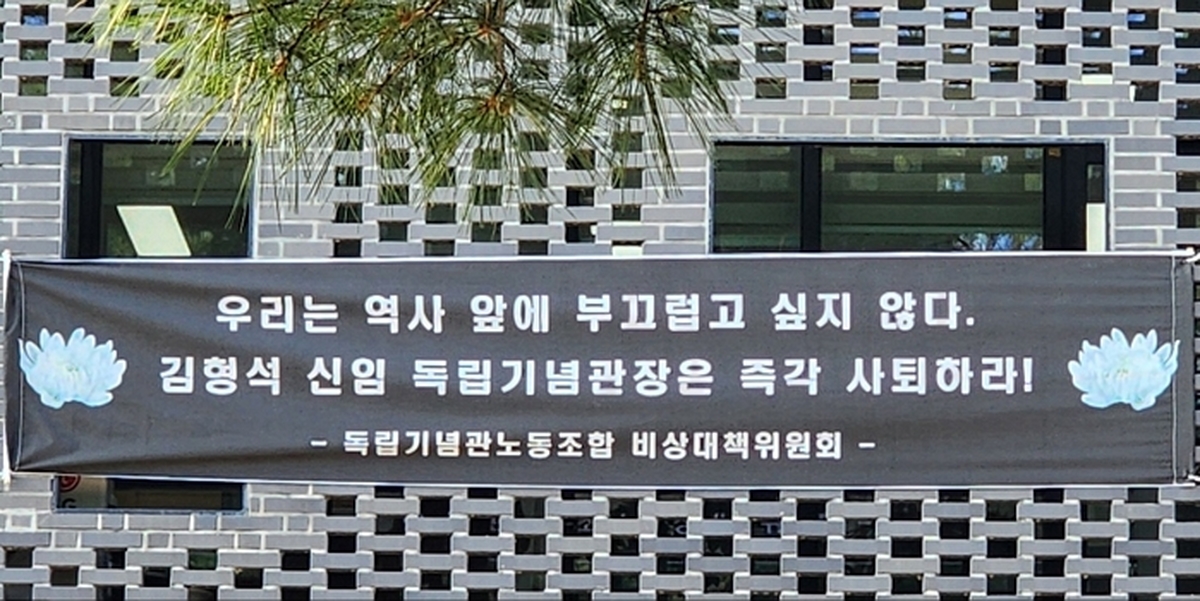 우리는 역사 앞에 부끄럽고 싶지 않다.
김형석 신임 독립기념관장은 즉각 사퇴하라!
- 독립기념관노동조합 비상대책위원회 -